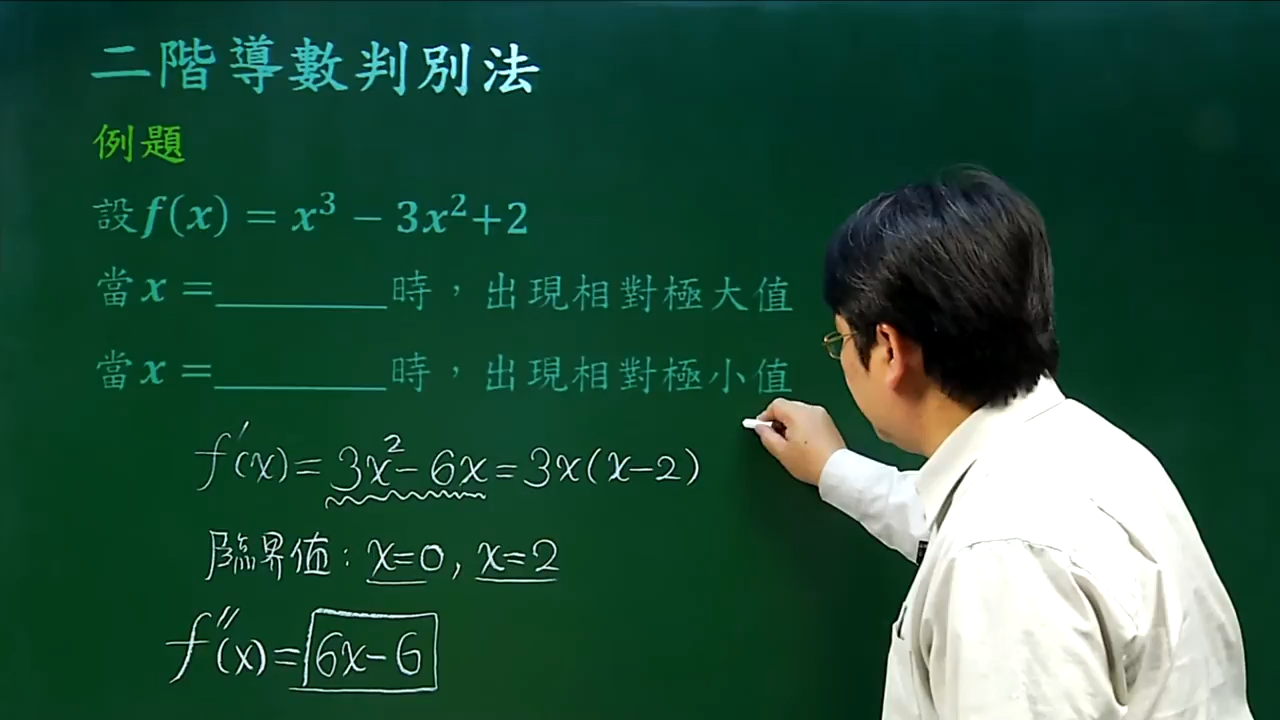 二階導數判別法
例題
設f(x) = x³ − 3x²+2
當x =________時，出現相對極大值
當x =________時，出現相對極小值
f′(x) = 3x² − 6x = 3x(x−2)
臨界值：x=0, x=2
f″(x) = 6x − 6